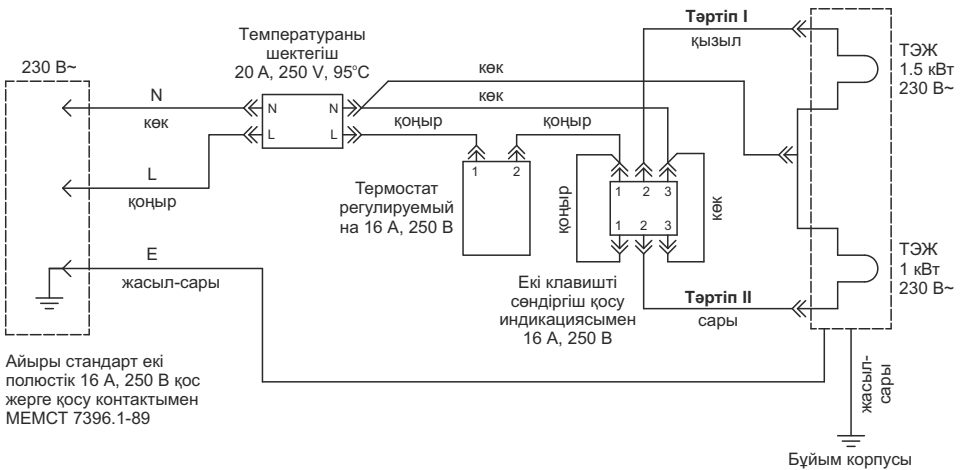 230 В~
Температураны
шектегіш
20 А, 250 V, 95°С
Тәртіп I
қызыл
ТЭЖ
1.5 кВт
230 В~
N
көк
N
L
N
L
көк
көк
қоңыр
қоңыр
L
қоңыр
1
2
Термостат
регулируемый
на 16 А, 250 В
қоңыр
1 2 3
1 2 3
көк
E
жасыл-сары
Екі клавишті
сөндіргіш қосу
индикациясымен
16 А, 250 В
Тәртіп II
сары
ТЭЖ
1 кВт
230 В~
Айыры стандарт екі
полюстік 16 А, 250 В қос
жерге қосу контактымен
МЕМСТ 7396.1-89
жасыл-
сары
Бұйым корпусы